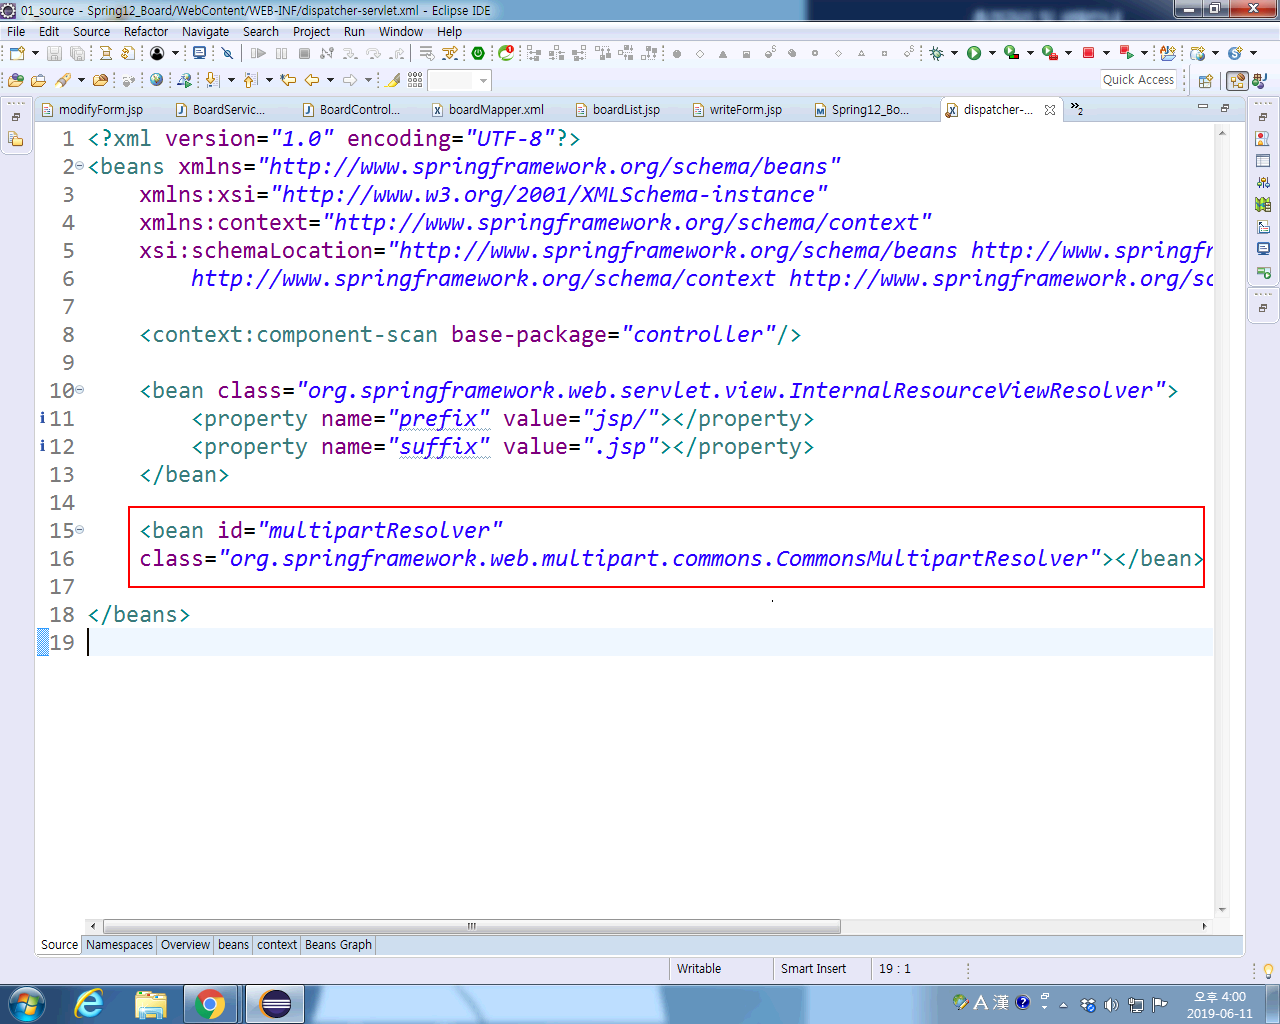 01_source - Spring12_Board/WebContent/WEB-INF/dispatcher-servlet.xml - Eclipse IDE
File Edit Source Refactor Navigate Search Project Run Window Help
Quick Access
modifyForm.jsp BoardServic... BoardControl... boardMapper.xml boardList.jsp writeForm.jsp Spring12_Bo... dispatcher-... »2
1 <?xml version="1.0" encoding="UTF-8"?>
2 <beans xmlns="http://www.springframework.org/schema/beans"
3 xmlns:xsi="http://www.w3.org/2001/XMLSchema-instance"
4 xmlns:context="http://www.springframework.org/schema/context"
5 xsi:schemaLocation="http://www.springframework.org/schema/beans http://www.springfr
6 http://www.springframework.org/schema/context http://www.springframework.org/sc
7
8 <context:component-scan base-package="controller"/>
9
10 <bean class="org.springframework.web.servlet.view.InternalResourceViewResolver">
11 <property name="prefix" value="jsp/"></property>
12 <property name="suffix" value=".jsp"></property>
13 </bean>
14
15 <bean id="multipartResolver"
16 class="org.springframework.web.multipart.commons.CommonsMultipartResolver"></bean>
17
18 </beans>
19
Source Namespaces Overview beans context Beans Graph
Writable Smart Insert 19 : 1
A 漢
오후 4:00
2019-06-11